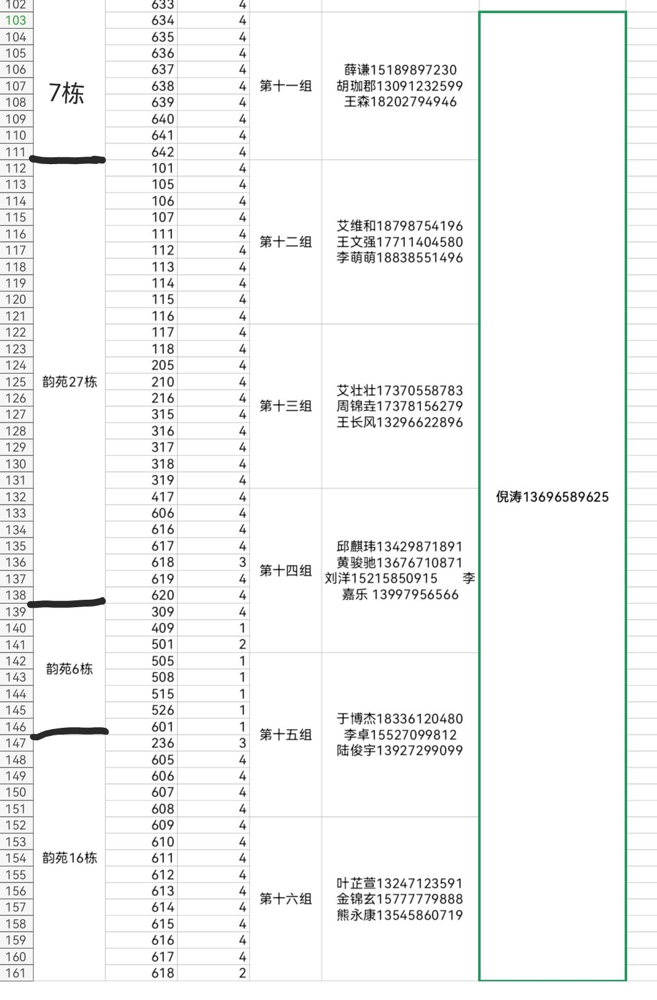 102 633 4
103 634 4
104 635 4
105 636 4
106 637 4 薛谦15189897230
107 7栋 638 4 第十一组 胡珈郡13091232599
108 639 4 王森18202794946
109 640 4
110 641 4
111 642 4
112 101 4
113 105 4
114 106 4
115 107 4
116 111 4 艾维和18798754196
117 112 4 第十二组 王文强17711404580
118 113 4 李萌萌18838551496
119 114 4
120 115 4
121 116 4
122 117 4
123 118 4
124 205 4
125 韵苑27栋 210 4
126 216 4 艾壮壮17370558783
127 315 4 第十三组 周锦垚17378156279
128 316 4 王长风13296622896
129 317 4
130 318 4
131 319 4
132 417 4 倪涛13696589625
133 606 4
134 616 4
135 617 4 邱麒玮13429871891
136 618 3 第十四组 黄骏驰13676710871
137 619 4 刘洋15215850915 李
138 620 4 嘉乐 13997956566
139 309 4
140 409 1
141 501 2
142 韵苑6栋 505 1
143 508 1
144 515 1
145 526 1 于博杰18336120480
146 601 1 第十五组 李卓15527099812
147 236 3 陆俊宇13927299099
148 605 4
149 606 4
150 607 4
151 608 4
152 609 4
153 610 4
154 韵苑16栋 611 4
155 612 4 叶芷萱13247123591
156 613 4 第十六组 金锦玄15777779888
157 614 4 熊永康13545860719
158 615 4
159 616 4
160 617 4
161 618 2